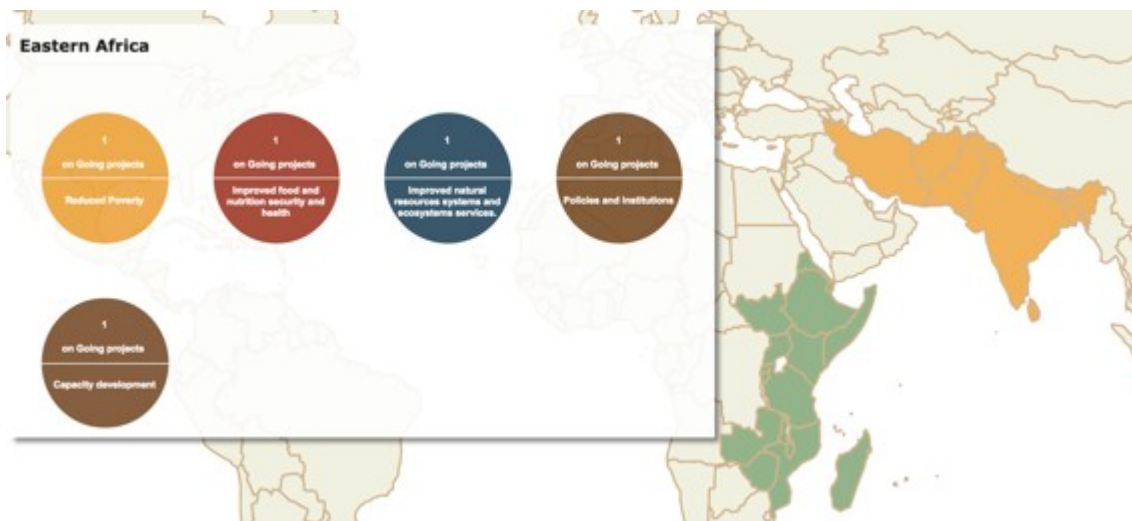 Eastern Africa
1
on Going projects
Reduced Poverty
1
on Going projects
Improved food and
nutrition security and
health
1
on Going projects
Improved natural
resources systems and
ecosystems services.
1
on Going projects
Policies and Institutions
1
on Going projects
Capacity development